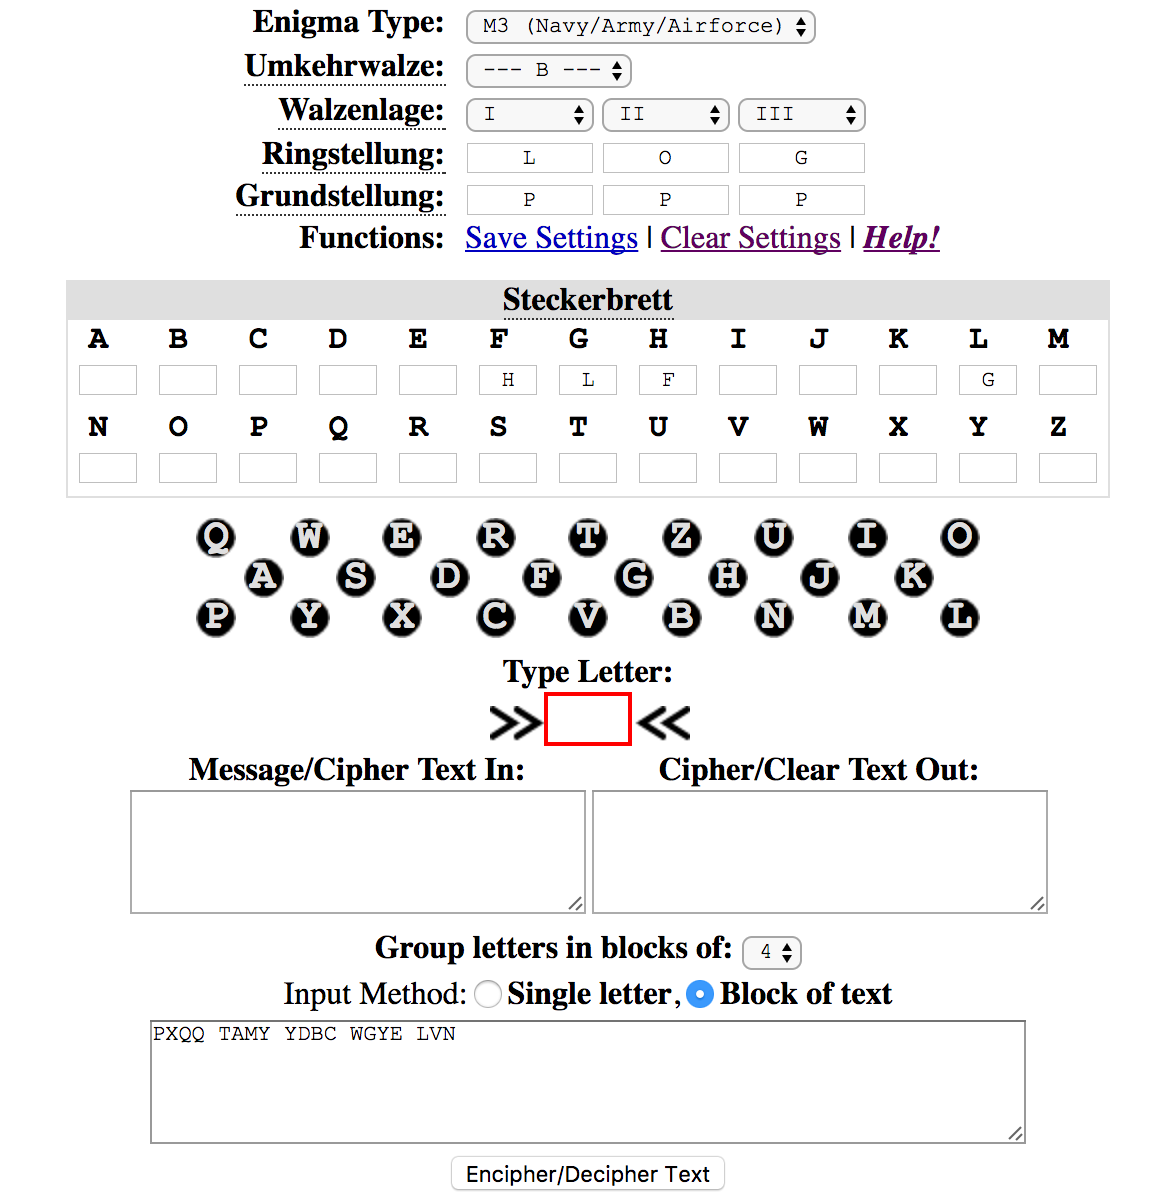 Enigma Type: M3 (Navy/Army/Airforce)
Umkehrwalze: --- B ---
Walzenlage: I II III
Ringstellung: L O G
Grundstellung: P P P
Functions: Save Settings | Clear Settings | Help!
Steckerbrett
A B C D E F G H I J K L M
H L F G
N O P Q R S T U V W X Y Z
Q W E R T Z U I O
A S D F G H J K
P Y X C V B N M L
Type Letter:
>> <<
Message/Cipher Text In: Cipher/Clear Text Out:
Group letters in blocks of: 4
Input Method: Single letter, Block of text
PXQQ TAMY YDBC WGYE LVN
Encipher/Decipher Text